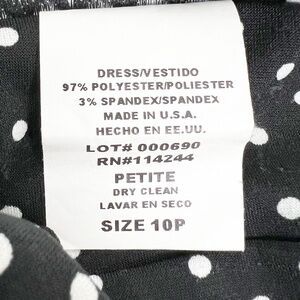 DRESS/VESTIDO
97% POLYESTER/POLIESTER
3% SPANDEX/SPANDEX
MADE IN U.S.A.
HECHO EN EE.UU.
LOT# 000690
RN#114244
PETITE
DRY CLEAN
LAVAR EN SECO
SIZE 10P